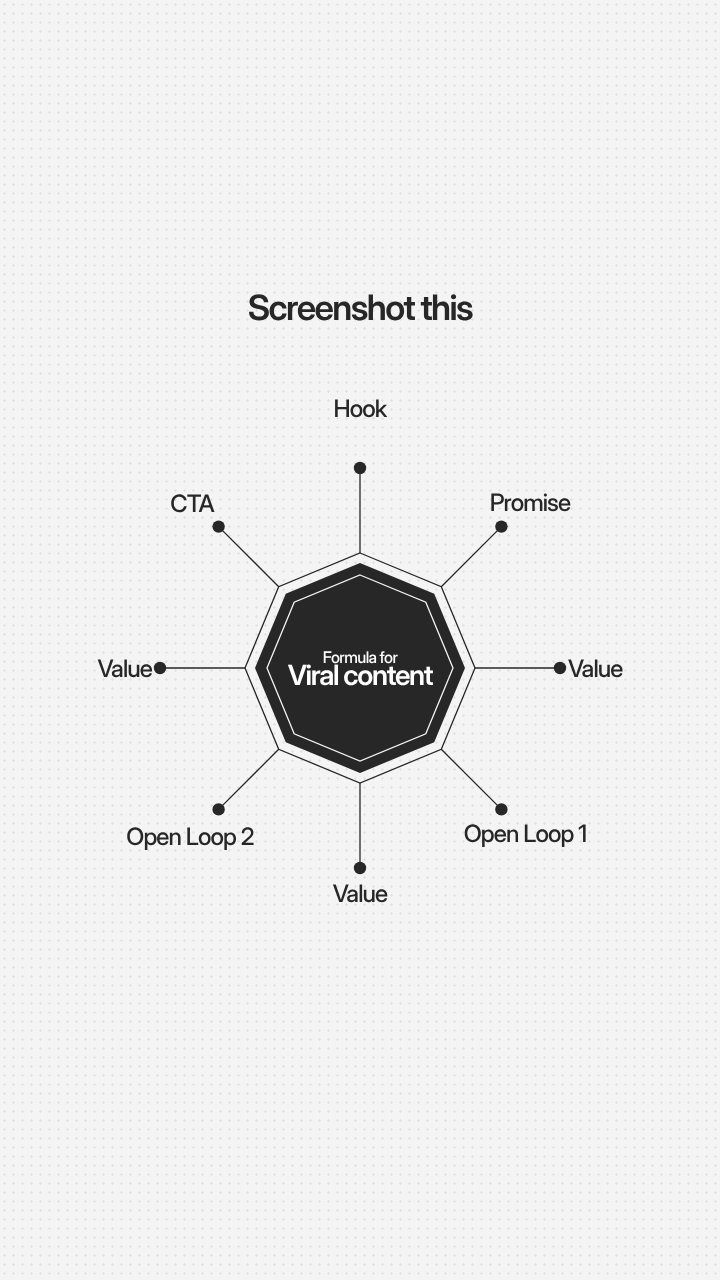 Screenshot this
Hook
CTA
Promise
Formula for
Viral content
Value
Value
Open Loop 2
Open Loop 1
Value